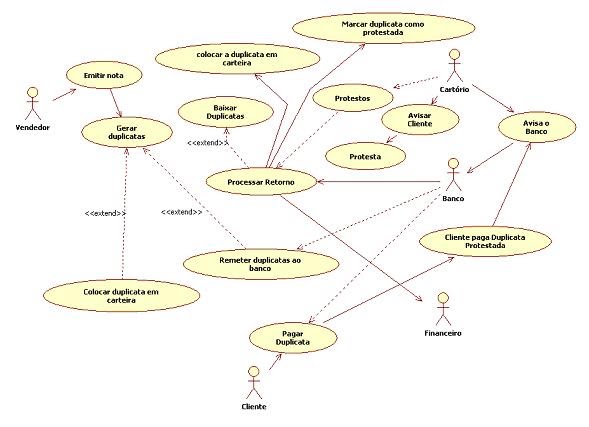 Marcar duplicata como
protestada
colocar a duplicata em
carteira
Cartório
Emitir nota
Vendedor
Baixar
Duplicatas
Protestos
Avisar
Cliente
Avisa o
Banco
Gerar
duplicatas
<<extend>>
Protesta
Processar Retorno
Banco
<<extend>>
<<extend>>
Cliente paga Duplicata
Protestada
Remeter duplicatas ao
banco
Colocar duplicata em
carteira
Financeiro
Pagar
Duplicata
Cliente